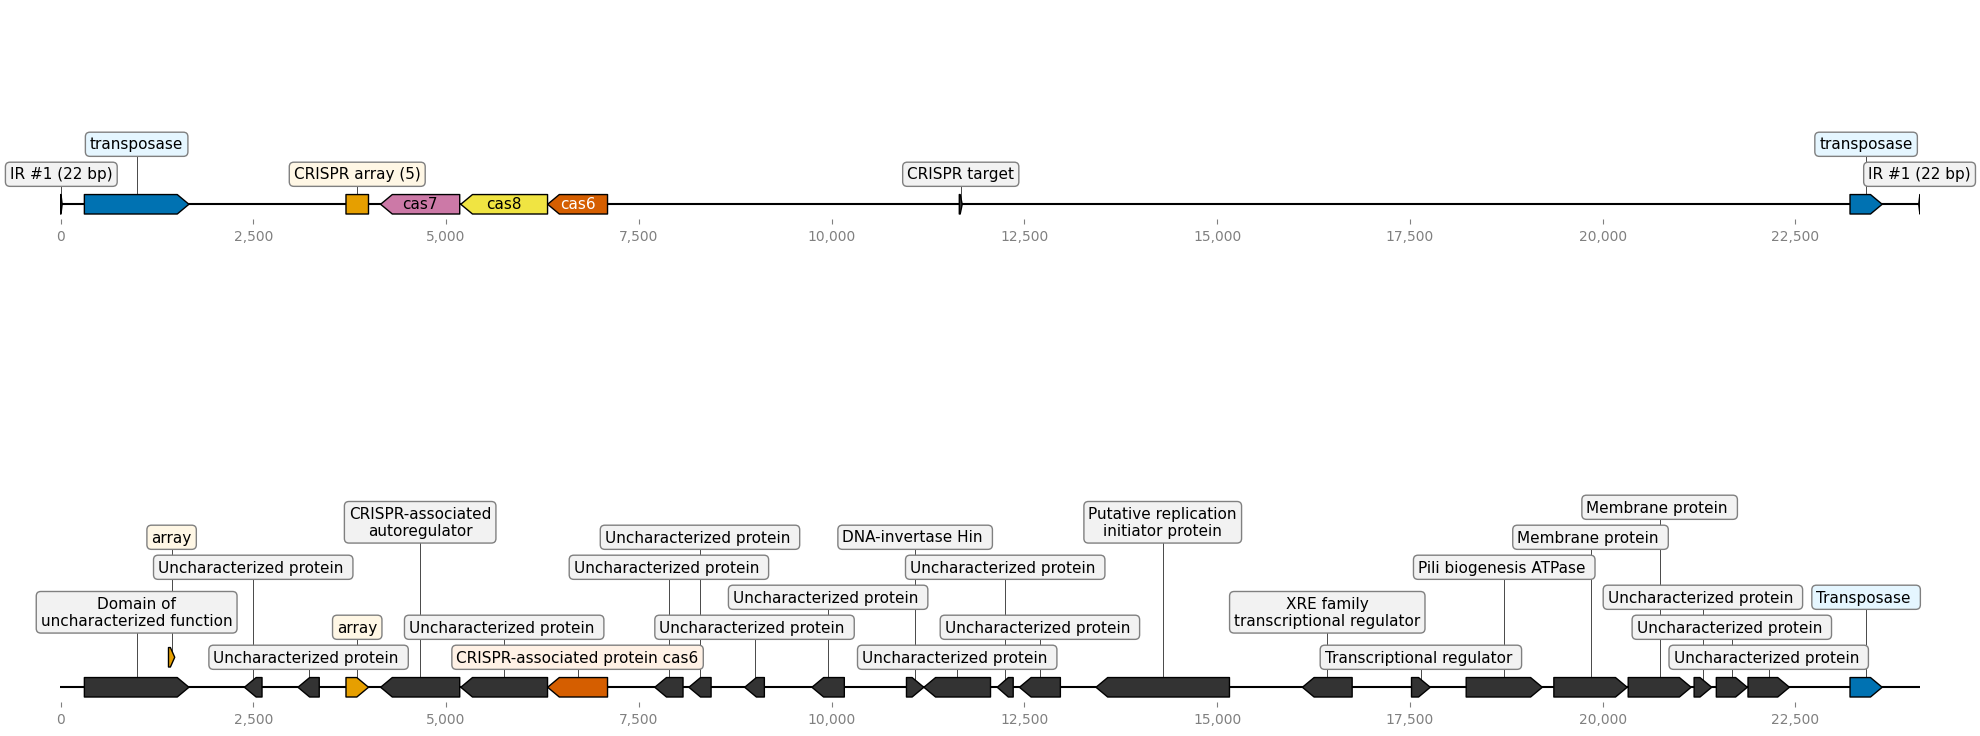 transposase
transposase
IR #1 (22 bp)
CRISPR array (5)
CRISPR target
IR #1 (22 bp)
cas7
cas8
cas6
0
2,500
5,000
7,500
10,000
12,500
15,000
17,500
20,000
22,500
Membrane protein
CRISPR-associated
autoregulator
Putative replication
initiator protein
array
Uncharacterized protein
DNA-invertase Hin
Membrane protein
Uncharacterized protein
Uncharacterized protein
Uncharacterized protein
Pili biogenesis ATPase
Domain of
uncharacterized function
Uncharacterized protein
XRE family
transcriptional regulator
Uncharacterized protein
Transposase
array
Uncharacterized protein
Uncharacterized protein
Uncharacterized protein
Uncharacterized protein
Uncharacterized protein
CRISPR-associated protein cas6
Uncharacterized protein
Transcriptional regulator
Uncharacterized protein
0
2,500
5,000
7,500
10,000
12,500
15,000
17,500
20,000
22,500